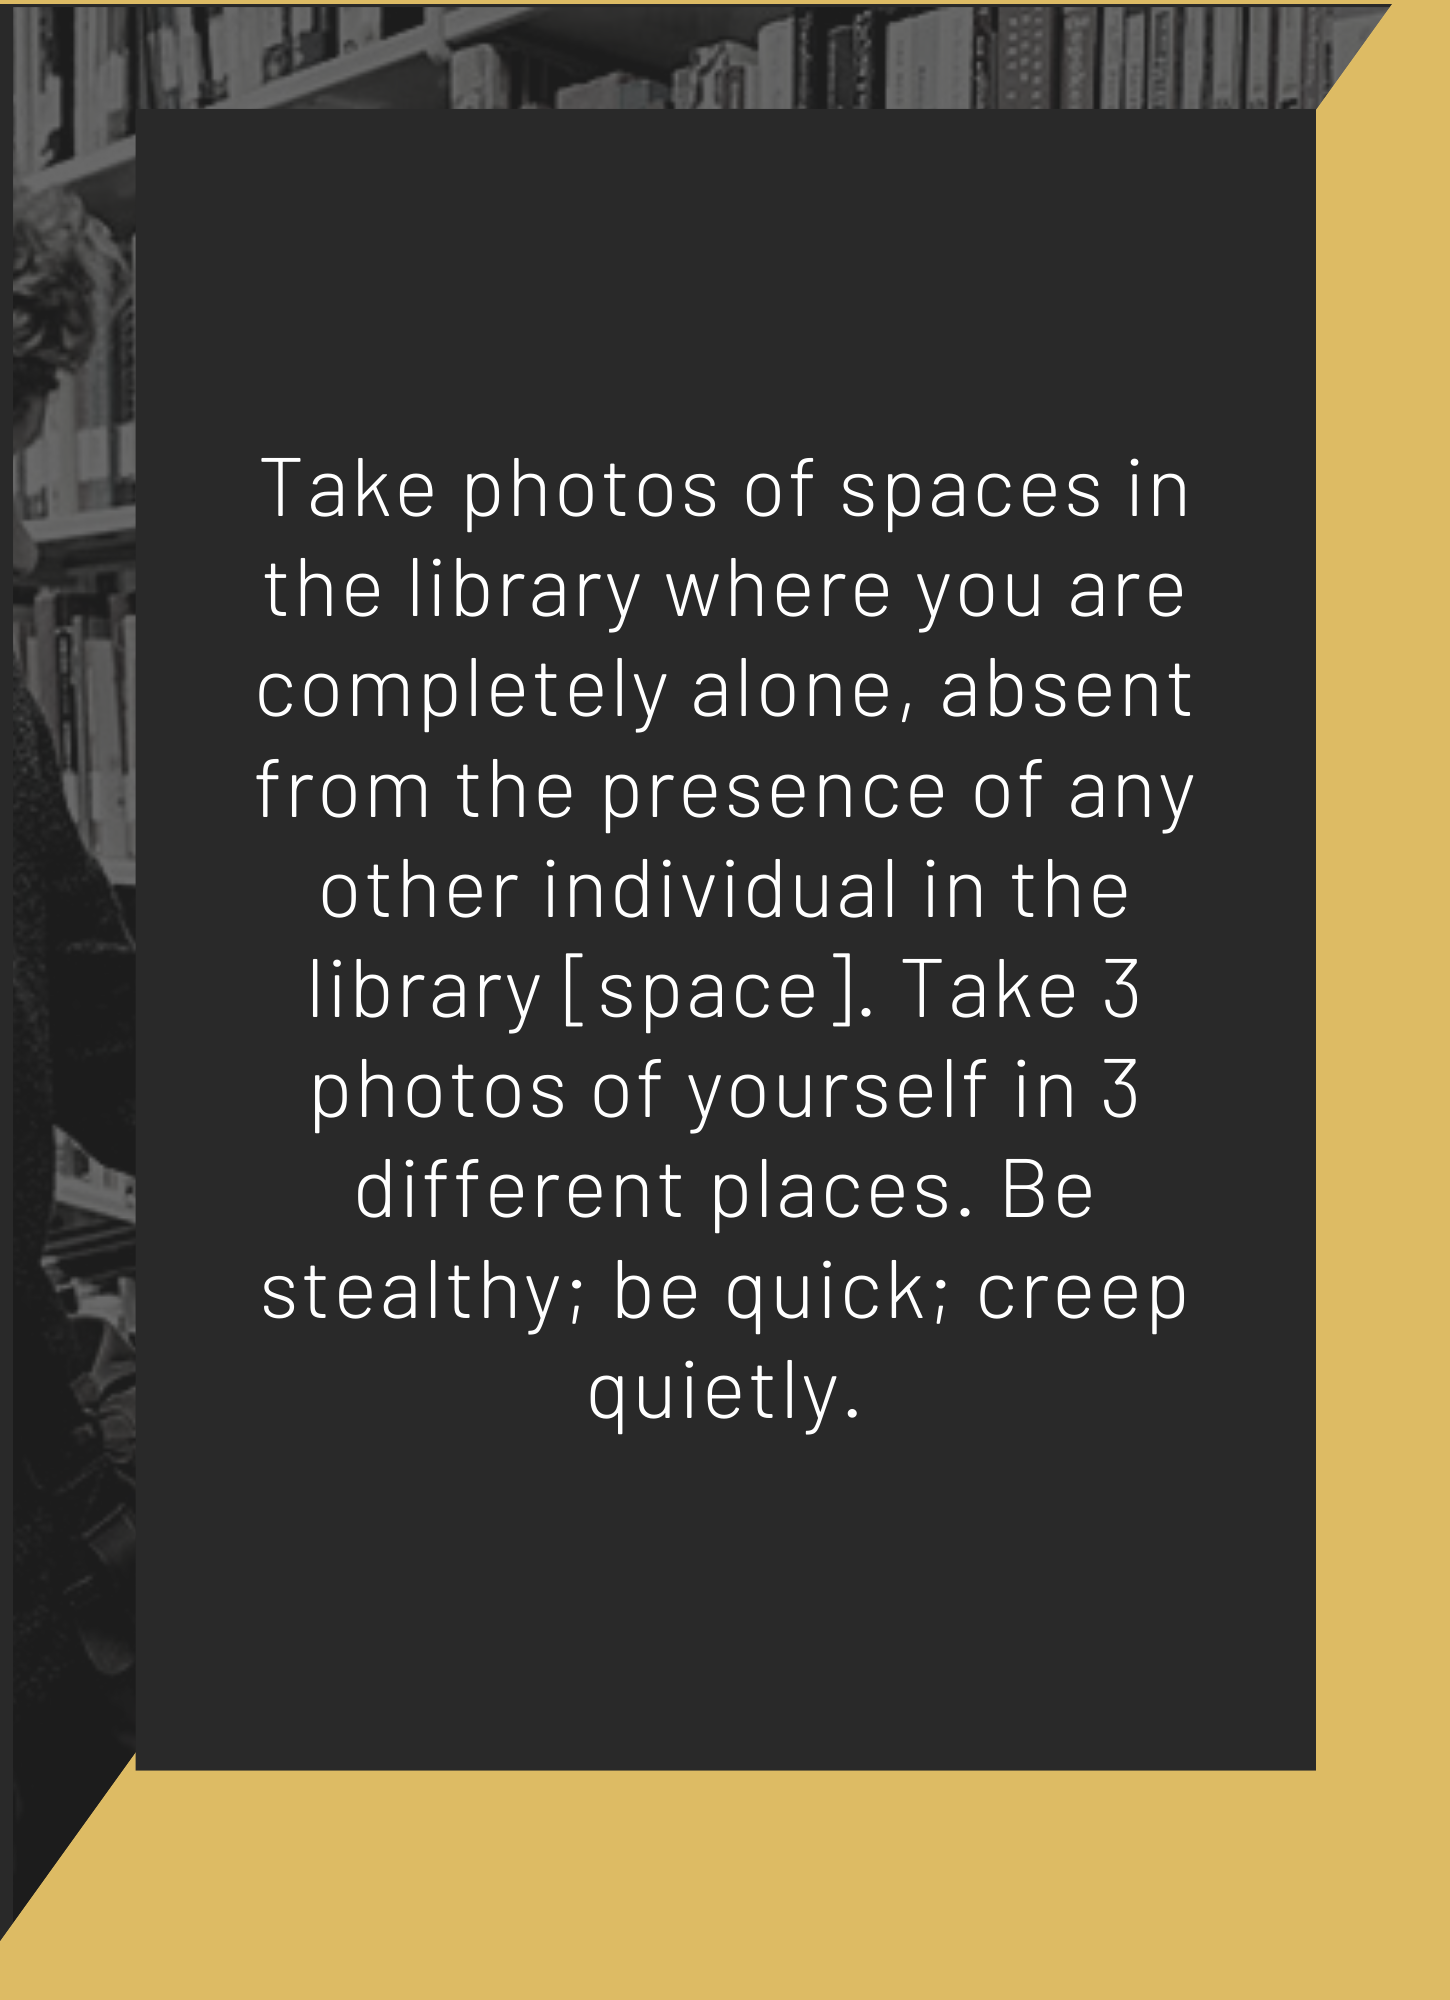 Take photos of spaces in
the library where you are
completely alone, absent
from the presence of any
other individual in the
library [space]. Take 3
photos of yourself in 3
different places. Be
stealthy; be quick; creep
quietly.